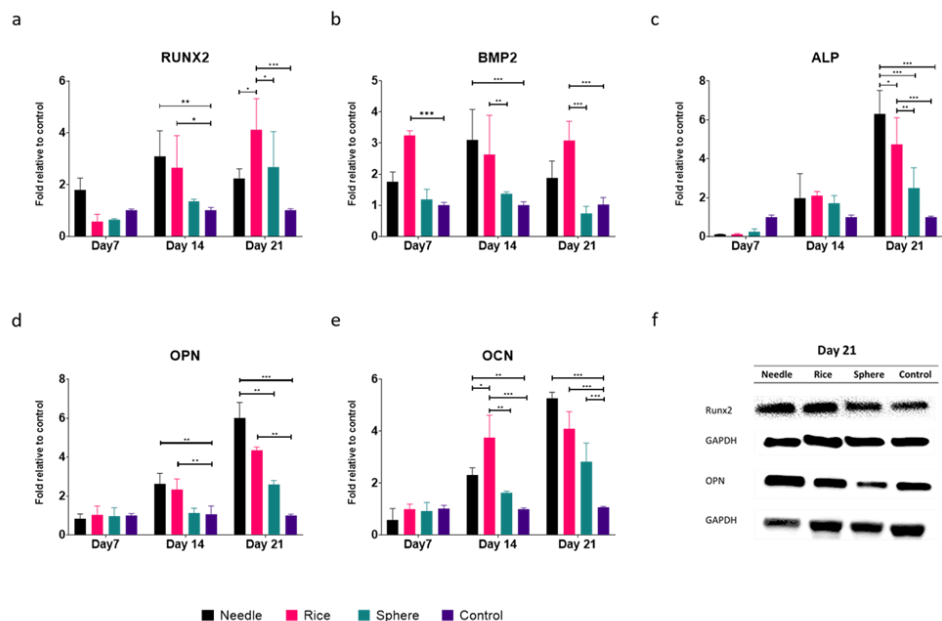 a
b
c
RUNX2
BMP2
ALP
Fold relative to control
6
4
2
0
*** 
* *
** 
*
Day7 Day 14 Day 21
Fold relative to control
5
4
3
2
1
0
*** *** 
*** ** ***
Day7 Day 14 Day 21
Fold relative to control
8
6
4
2
0
***
***
* ***
**
Day7 Day 14 Day 21
d
e
f
OPN
OCN
Day 21
Fold relative to control
8
6
4
2
0
***
**
** **
**
Day7 Day 14 Day 21
Fold relative to control
6
4
2
0
** ***
* *** ***
** ***
Day7 Day 14 Day 21
Needle Rice Sphere Control
Runx2
GAPDH
OPN
GAPDH
Needle Rice Sphere Control